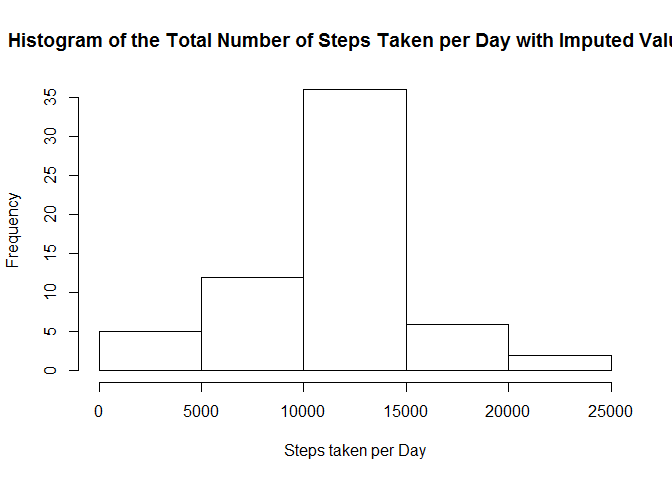 Histogram of the Total Number of Steps Taken per Day with Imputed Valu
35
30
25
20
15
10
5
0
Frequency
0 5000 10000 15000 20000 25000
Steps taken per Day